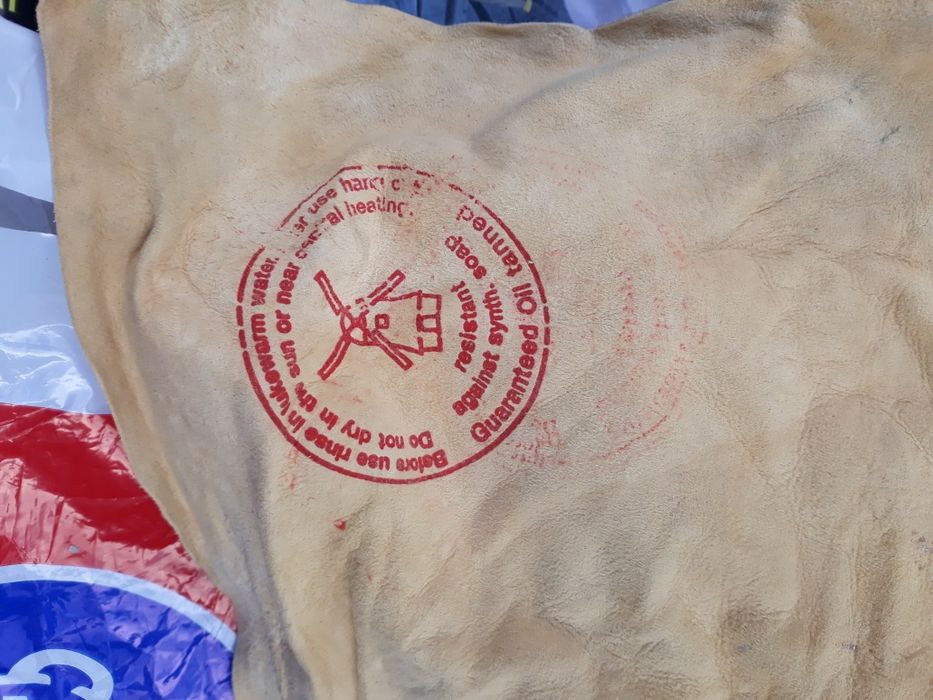 Before use rinse in lukewarm water. use hard
Do not dry in the sun or near central heating.
resistant
against synth. soap
Guaranteed Oil tanned